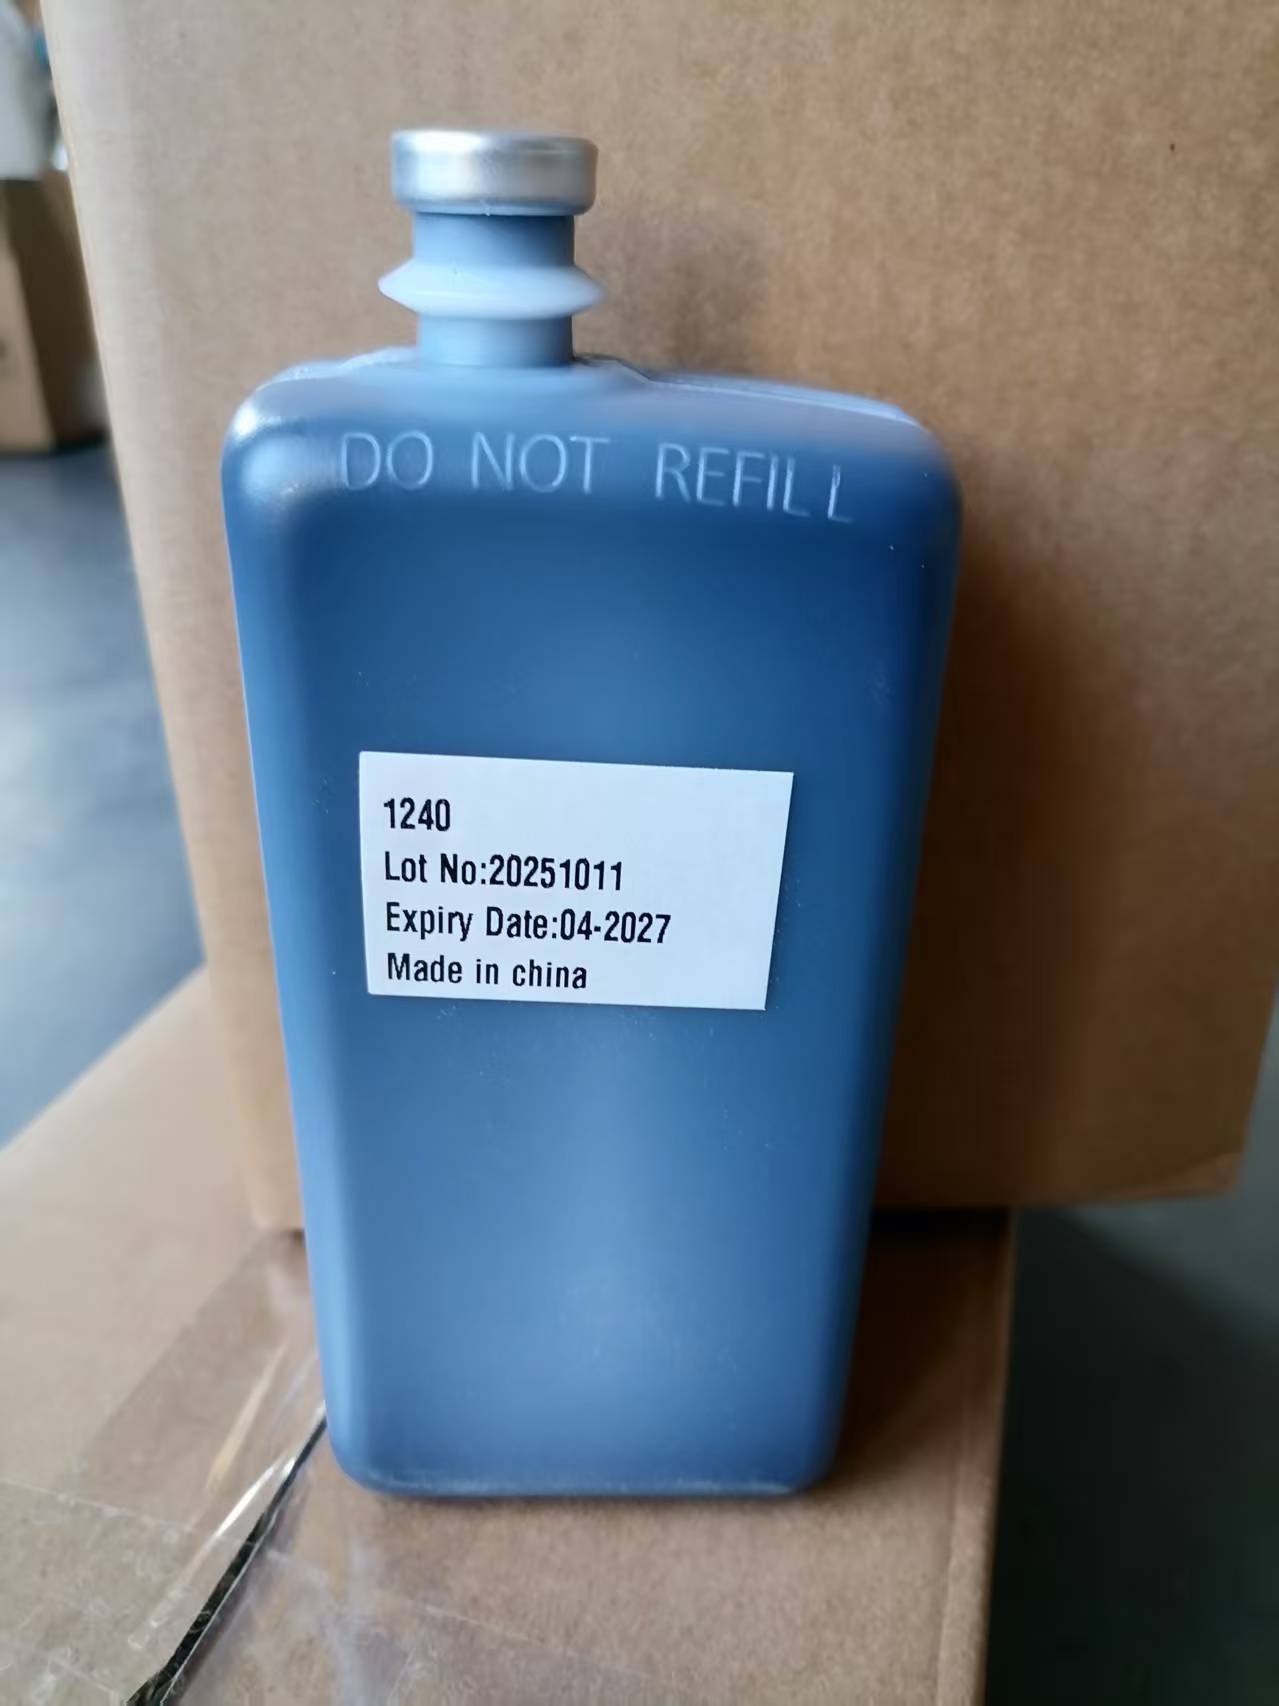 DO NOT REFILL
1240
Lot No:20251011
Expiry Date:04-2027
Made in china